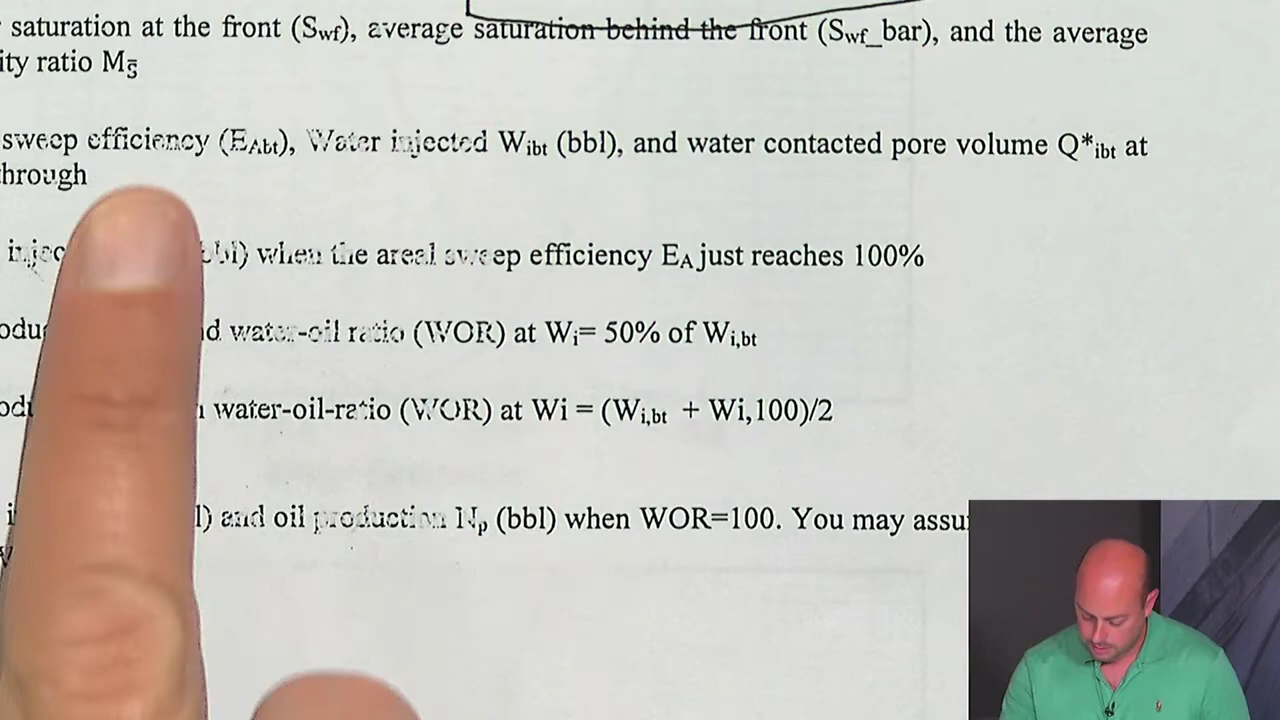 saturation at the front (Swf), average saturation behind the front (Swf_bar), and the average
ity ratio MS̄
sweep efficiency (EAbt), Water injected Wibt (bbl), and water contacted pore volume Q*ibt at
hrough
injec bbl) when the areal sweep efficiency EA just reaches 100%
odu d water-oil ratio (WOR) at Wi= 50% of Wi,bt
od water-oil-ratio (WOR) at Wi = (Wi,bt + Wi,100)/2
l) and oil production Np (bbl) when WOR=100. You may assu